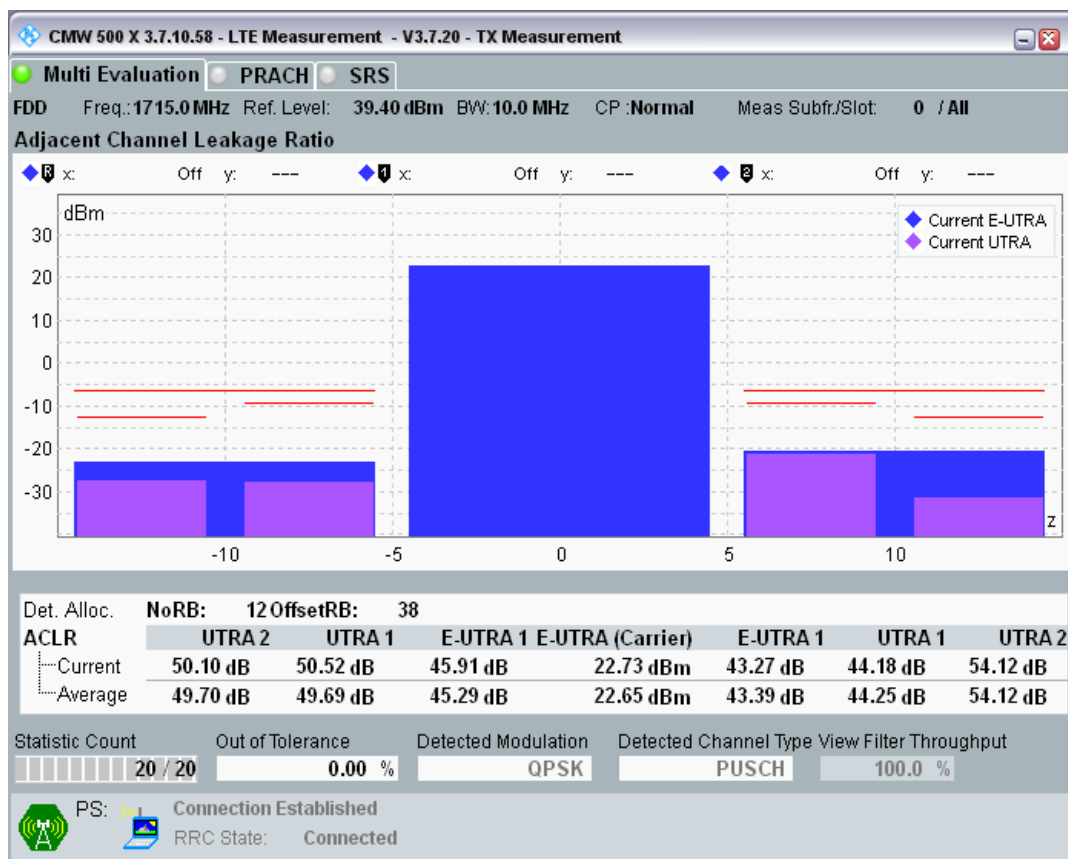 CMW 500 X 3.7.10.58 - LTE Measurement - V3.7.20 - TX Measurement
Multi Evaluation PRACH SRS
FDD Freq.:1715.0 MHz Ref. Level: 39.40 dBm BW:10.0 MHz CP :Normal Meas Subfr./Slot: 0 / All
Adjacent Channel Leakage Ratio
R x: Off y: --- 1 x: Off y: --- 2 x: Off y: ---
dBm
Current E-UTRA
Current UTRA
30
20
10
0
-10
-20
-30
z
-10 -5 0 5 10
Det. Alloc. NoRB: 12 OffsetRB: 38
ACLR UTRA 2 UTRA 1 E-UTRA 1 E-UTRA (Carrier) E-UTRA 1 UTRA 1 UTRA 2
Current 50.10 dB 50.52 dB 45.91 dB 22.73 dBm 43.27 dB 44.18 dB 54.12 dB
Average 49.70 dB 49.69 dB 45.29 dB 22.65 dBm 43.39 dB 44.25 dB 54.12 dB
Statistic Count Out of Tolerance Detected Modulation Detected Channel Type View Filter Throughput
20 / 20 0.00 % QPSK PUSCH 100.0 %
PS: Connection Established
RRC State: Connected